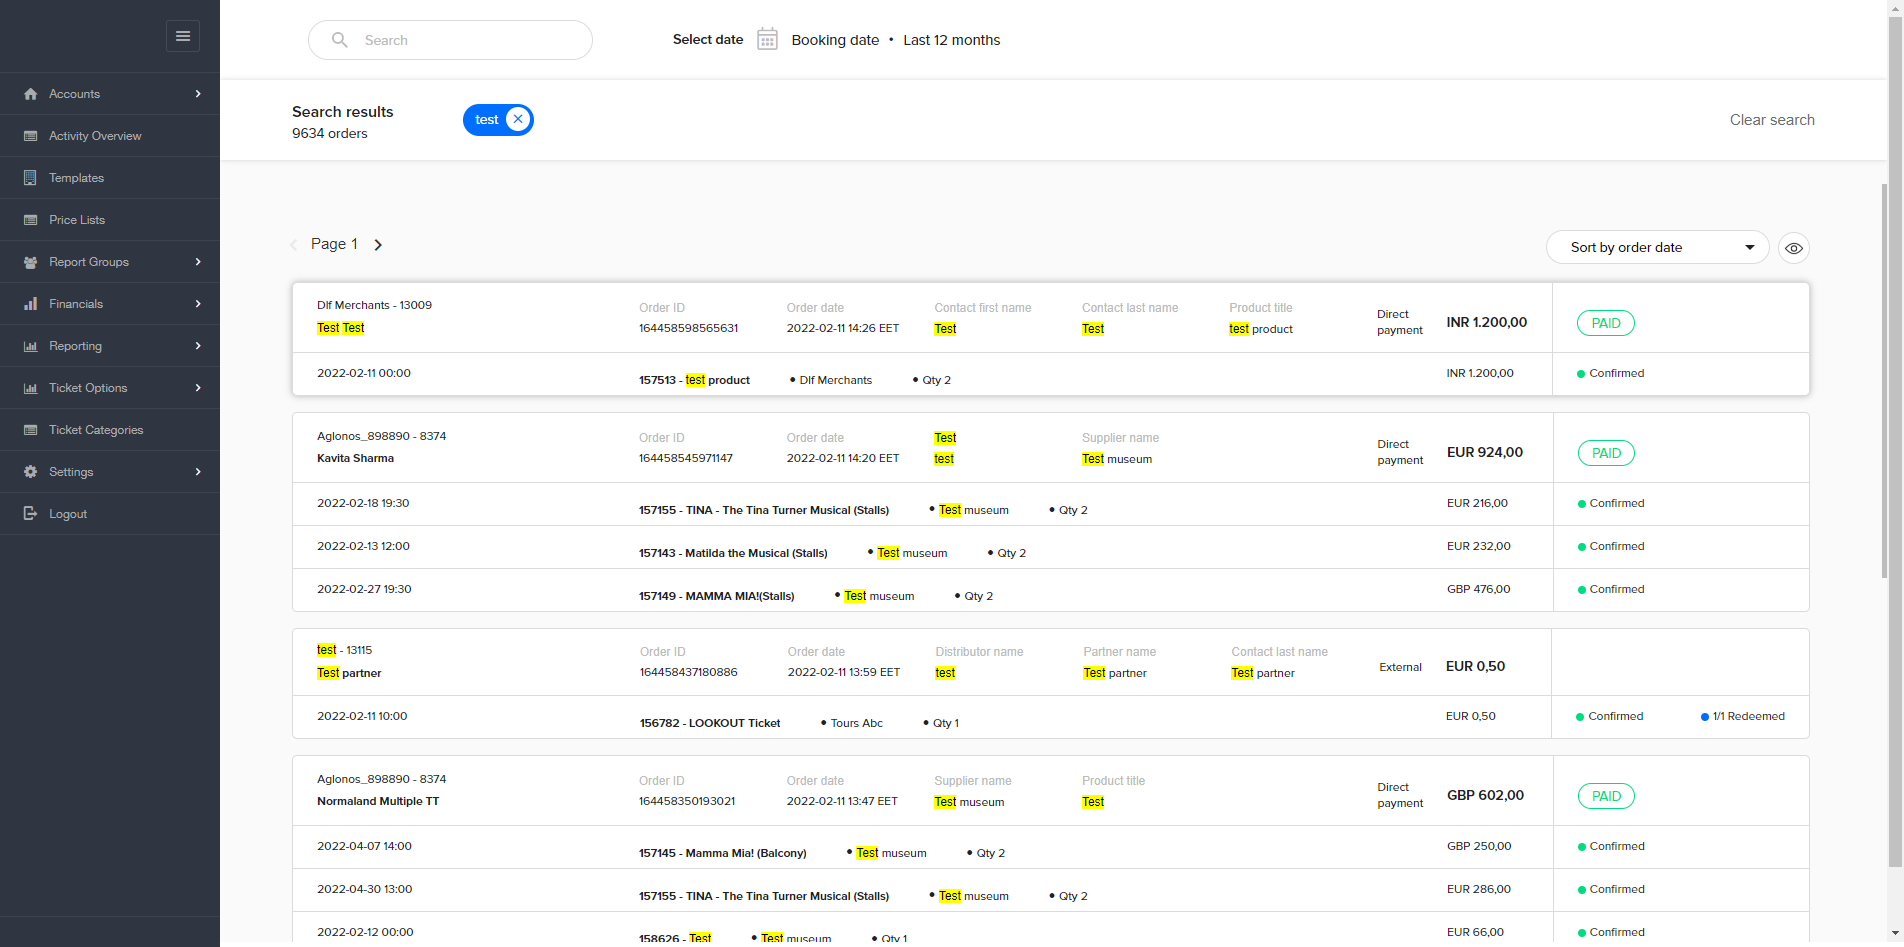 Search
Select date Booking date • Last 12 months
Accounts
Activity Overview
Templates
Price Lists
Report Groups
Financials
Reporting
Ticket Options
Ticket Categories
Settings
Logout
Search results
9634 orders
test
Clear search
Page 1
Sort by order date
Dlf Merchants - 13009
Test Test
Order ID
164458598565631
Order date
2022-02-11 14:26 EET
Contact first name
Test
Contact last name
Test
Product title
test product
Direct
payment
INR 1.200,00
PAID
2022-02-11 00:00
157513 - test product • Dlf Merchants • Qty 2
INR 1.200,00
Confirmed
Aglonos_898890 - 8374
Kavita Sharma
Order ID
164458545971147
Order date
2022-02-11 14:20 EET
Test
test
Supplier name
Test museum
Direct
payment
EUR 924,00
PAID
2022-02-18 19:30
157155 - TINA - The Tina Turner Musical (Stalls) • Test museum • Qty 2
EUR 216,00
Confirmed
2022-02-13 12:00
157143 - Matilda the Musical (Stalls) • Test museum • Qty 2
EUR 232,00
Confirmed
2022-02-27 19:30
157149 - MAMMA MIA!(Stalls) • Test museum • Qty 2
GBP 476,00
Confirmed
test - 13115
Test partner
Order ID
164458437180886
Order date
2022-02-11 13:59 EET
Distributor name
test
Partner name
Test partner
Contact last name
Test partner
External
EUR 0,50
2022-02-11 10:00
156782 - LOOKOUT Ticket • Tours Abc • Qty 1
EUR 0,50
Confirmed
1/1 Redeemed
Aglonos_898890 - 8374
Normaland Multiple TT
Order ID
164458350193021
Order date
2022-02-11 13:47 EET
Supplier name
Test museum
Product title
Test
Direct
payment
GBP 602,00
PAID
2022-04-07 14:00
157145 - Mamma Mia! (Balcony) • Test museum • Qty 2
GBP 250,00
Confirmed
2022-04-30 13:00
157155 - TINA - The Tina Turner Musical (Stalls) • Test museum • Qty 2
EUR 286,00
Confirmed
2022-02-12 00:00
158626 - Test • Test museum • Qty 1
EUR 66,00
Confirmed